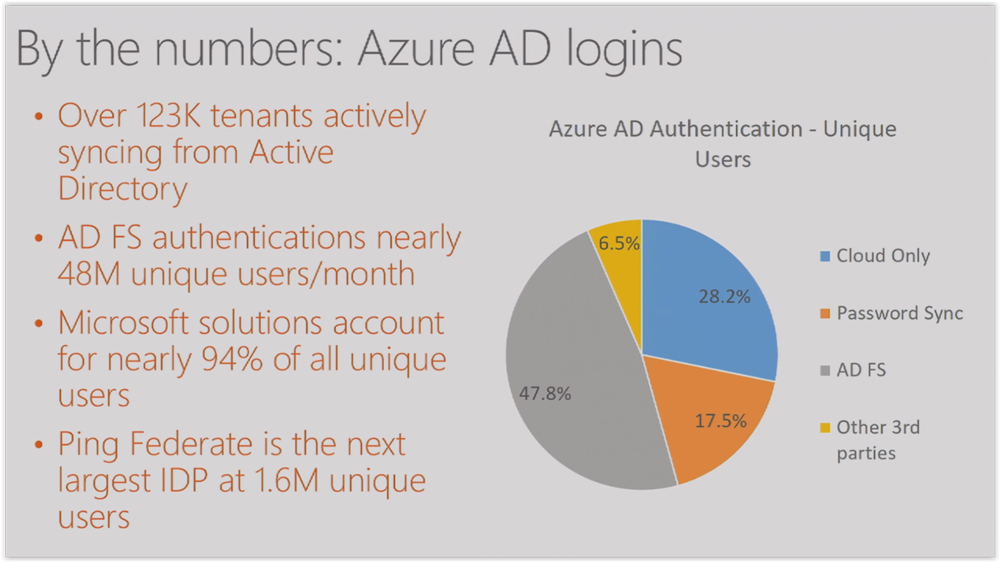 By the numbers: Azure AD logins
• Over 123K tenants actively
syncing from Active
Directory
• AD FS authentications nearly
48M unique users/month
• Microsoft solutions account
for nearly 94% of all unique
users
• Ping Federate is the next
largest IDP at 1.6M unique
users
Azure AD Authentication - Unique
Users
6.5%
28.2%
47.8%
17.5%
Cloud Only
Password Sync
AD FS
Other 3rd
parties